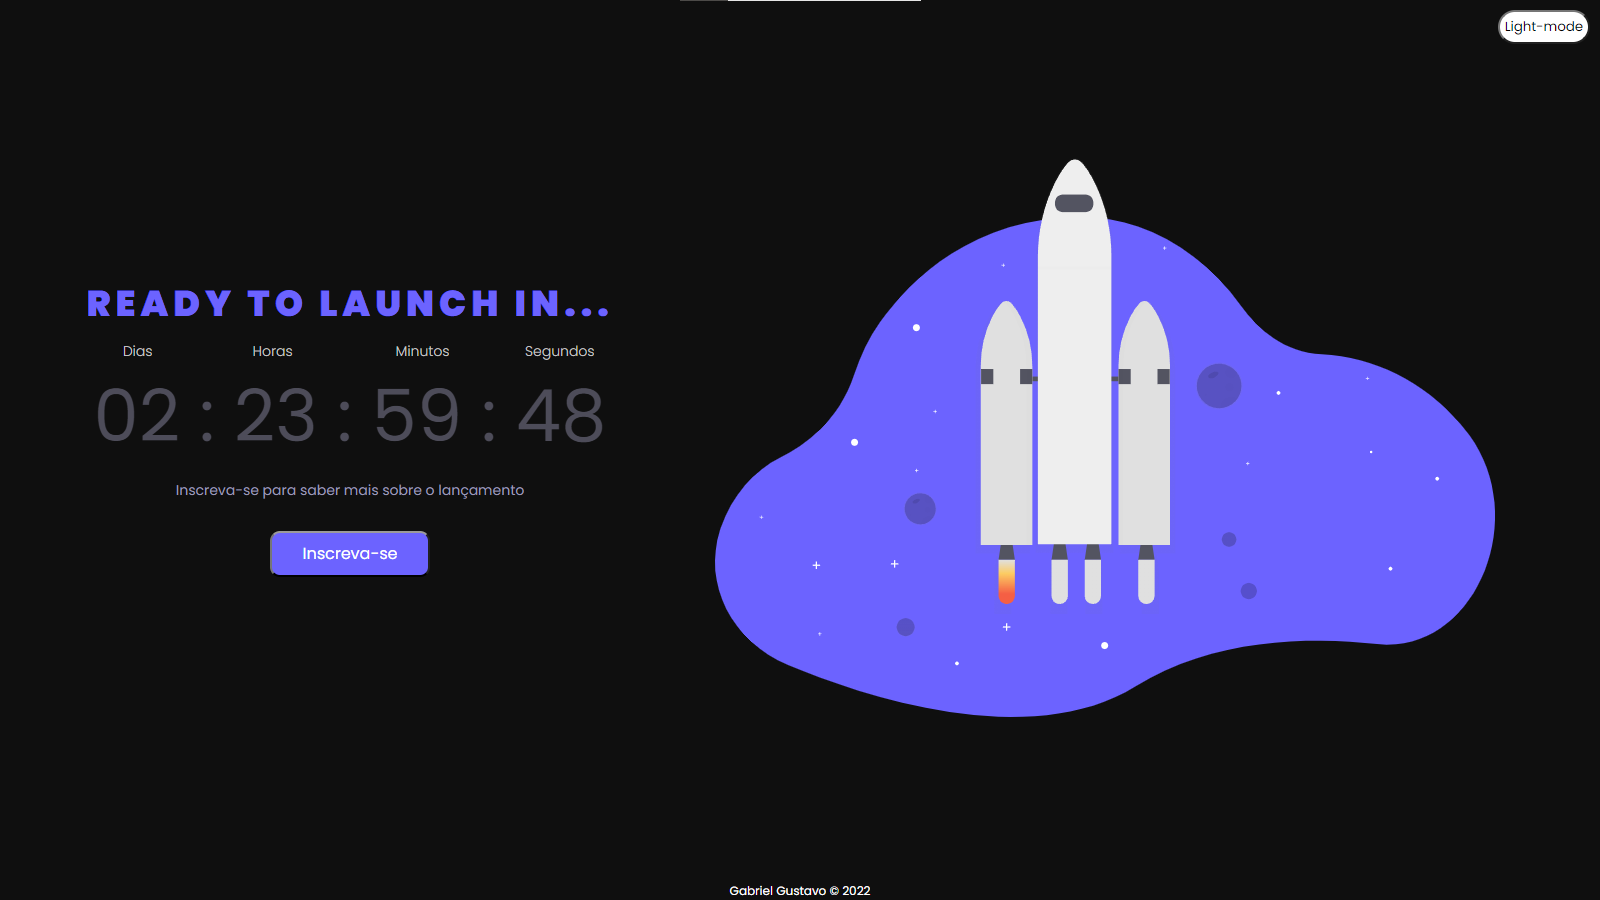 Light-mode
READY TO LAUNCH IN...
Dias Horas Minutos Segundos
02 : 23 : 59 : 48
Inscreva-se para saber mais sobre o lançamento
Inscreva-se
Gabriel Gustavo © 2022